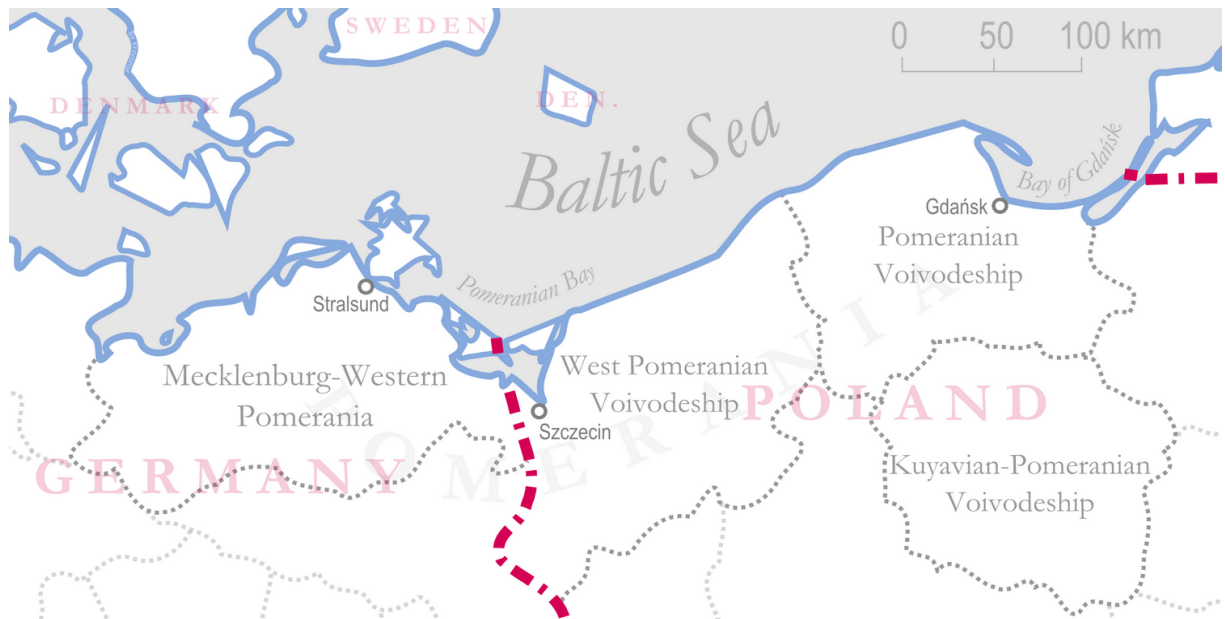 SWEDEN
0 50 100 km
DENMARK
DEN.
Baltic Sea
Bay of Gdańsk
Gdańsk
Pomeranian
Voivodeship
Pomeranian Bay
Stralsund
Mecklenburg-Western
Pomerania
West Pomeranian
Voivodeship
Szczecin
POMERANIA
POLAND
GERMANY
Kuyavian-Pomeranian
Voivodeship